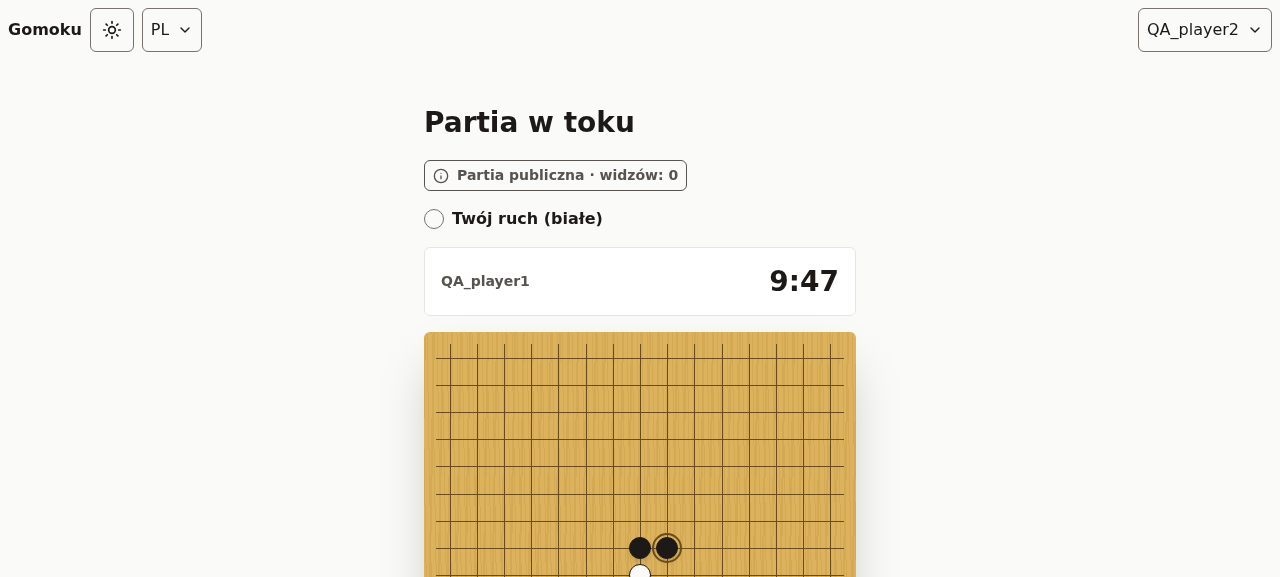 Gomoku PL QA_player2
Partia w toku
Partia publiczna · widzów: 0
Twój ruch (białe)
QA_player1 9:47